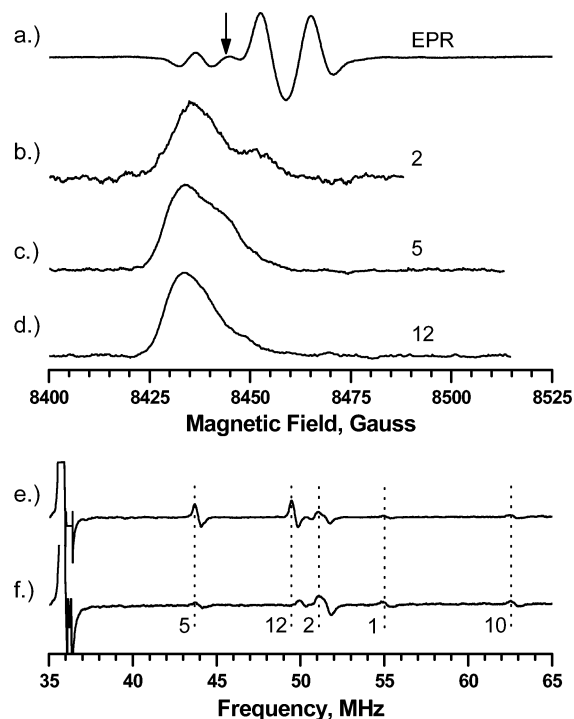 a.) EPR
b.) 2
c.) 5
d.) 12
8400 8425 8450 8475 8500 8525
Magnetic Field, Gauss
e.)
f.)
5 12 2 1 10
35 40 45 50 55 60 65
Frequency, MHz